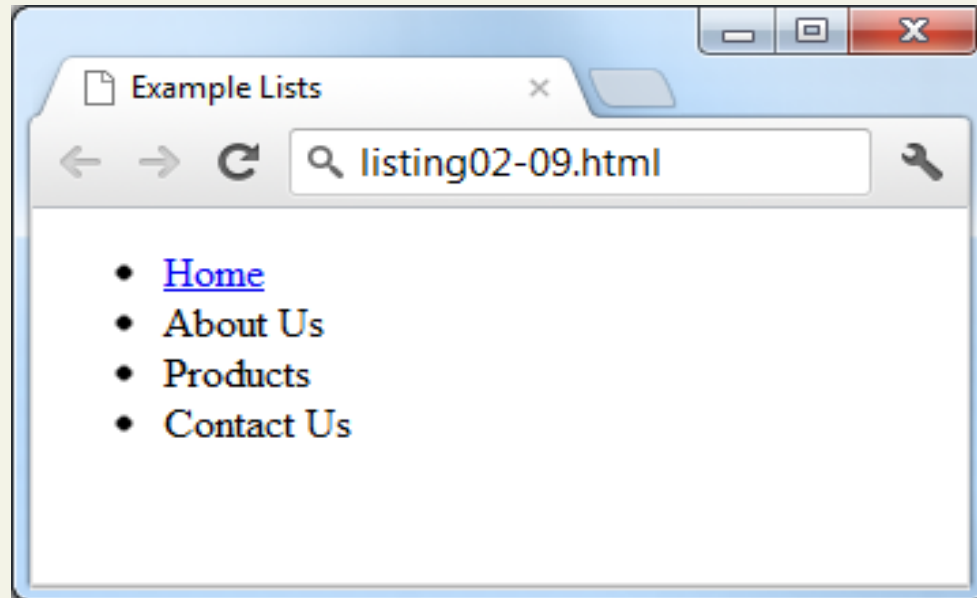 Example Lists
listing02-09.html
Home
About Us
Products
Contact Us